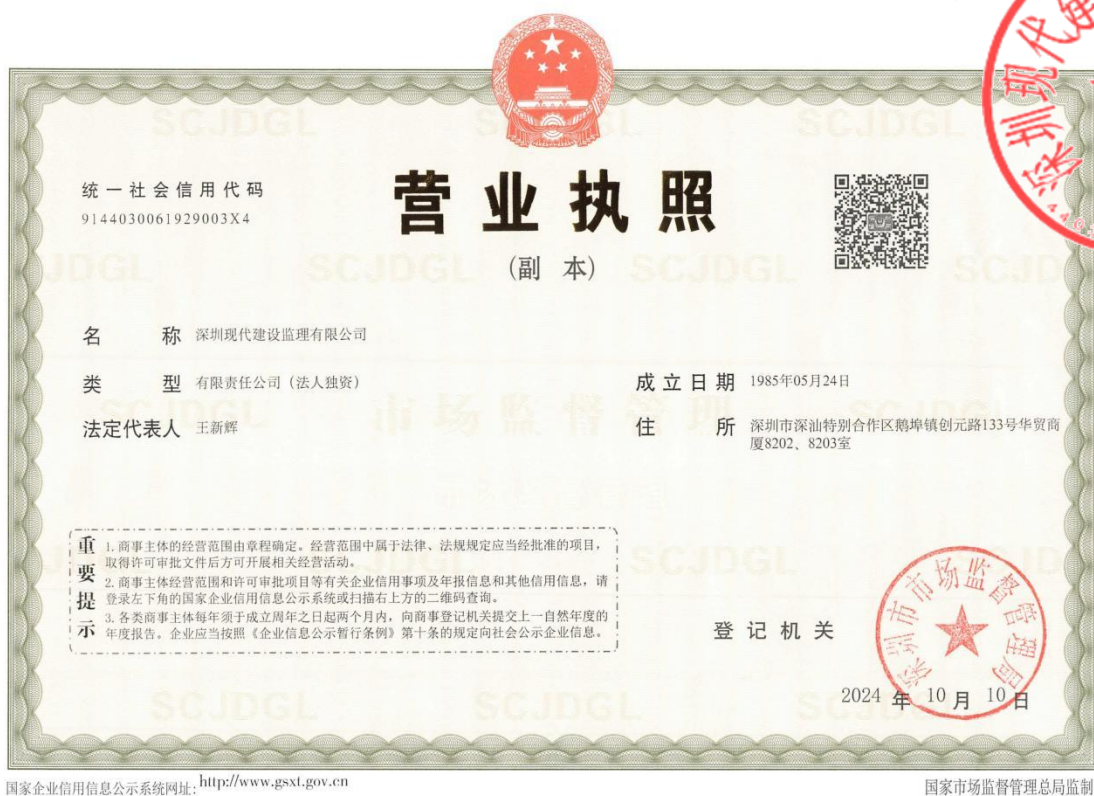 统一社会信用代码
9144030061929003X4
营业执照
(副 本)
名 称 深圳现代建设监理有限公司
类 型 有限责任公司（法人独资）
法定代表人 王新辉
成立日期 1985年05月24日
住 所 深圳市深汕特别合作区鹅埠镇创元路133号华贸商
厦8202、8203室
重要提示
1. 商事主体的经营范围由章程确定。经营范围中属于法律、法规规定应当经批准的项目，
取得许可审批文件后方可开展相关经营活动。
2. 商事主体经营范围和许可审批项目等有关企业信用事项及年报信息和其他信用信息，请
登录左下角的国家企业信用信息公示系统或扫描右上方的二维码查询。
3. 各类商事主体每年须于成立周年之日起两个月内，向商事登记机关提交上一自然年度的
年度报告。企业应当按照《企业信息公示暂行条例》第十条的规定向社会公示企业信息。
登记机关
深圳市市场监督管理局
2024 年 10 月 10 日
国家企业信用信息公示系统网址: http://www.gsxt.gov.cn
国家市场监督管理总局监制
深圳现代建
SCJDGL
市场监督管理